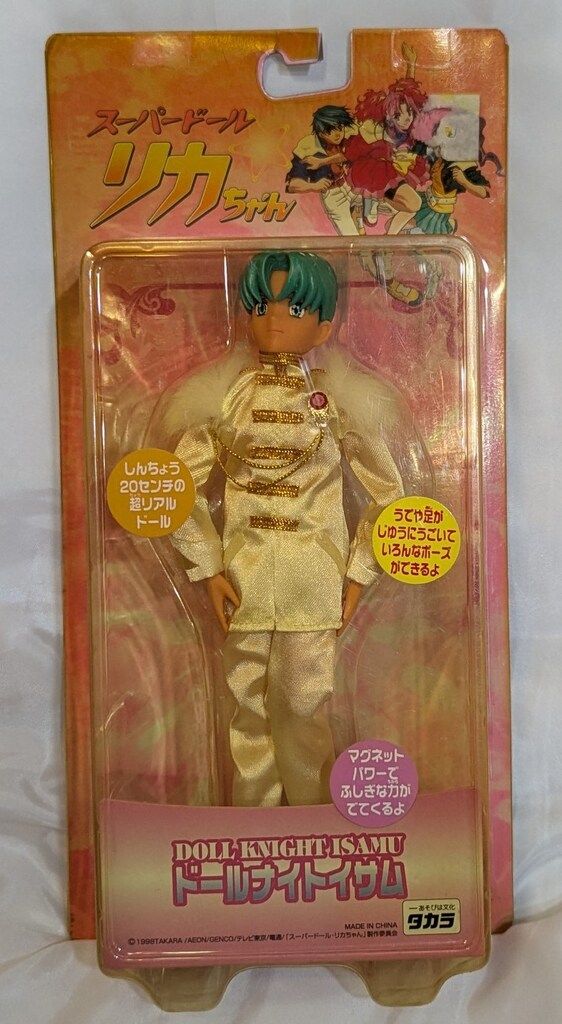 スーパードール
リカちゃん
しんちょう
20センチの
超リアル
ドール
うでや足が
じゆうにうごいて
いろんなポーズ
ができるよ
マグネット
パワーで
ふしぎな力が
でてくるよ
DOLL KNIGHT ISAMU
ドールナイトイサム
あそびは文化
タカラ
MADE IN CHINA
©1998TAKARA/AEON/GENCO/テレビ東京/電通/「スーパードール・リカちゃん」製作委員会